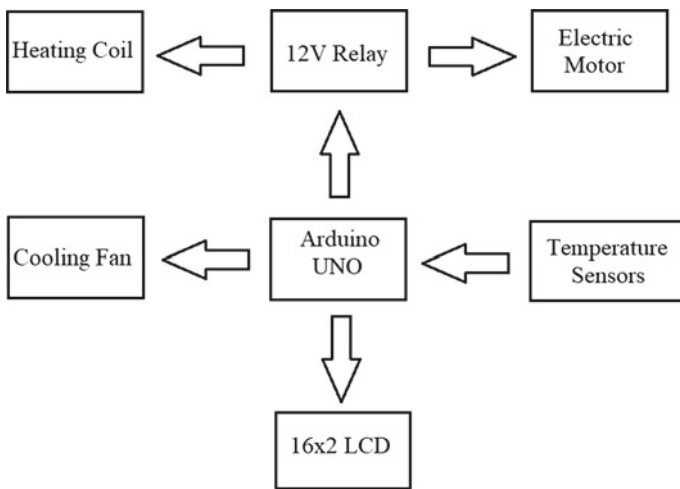 Heating Coil
12V Relay
Electric
Motor
Cooling Fan
Arduino
UNO
Temperature
Sensors
16x2 LCD